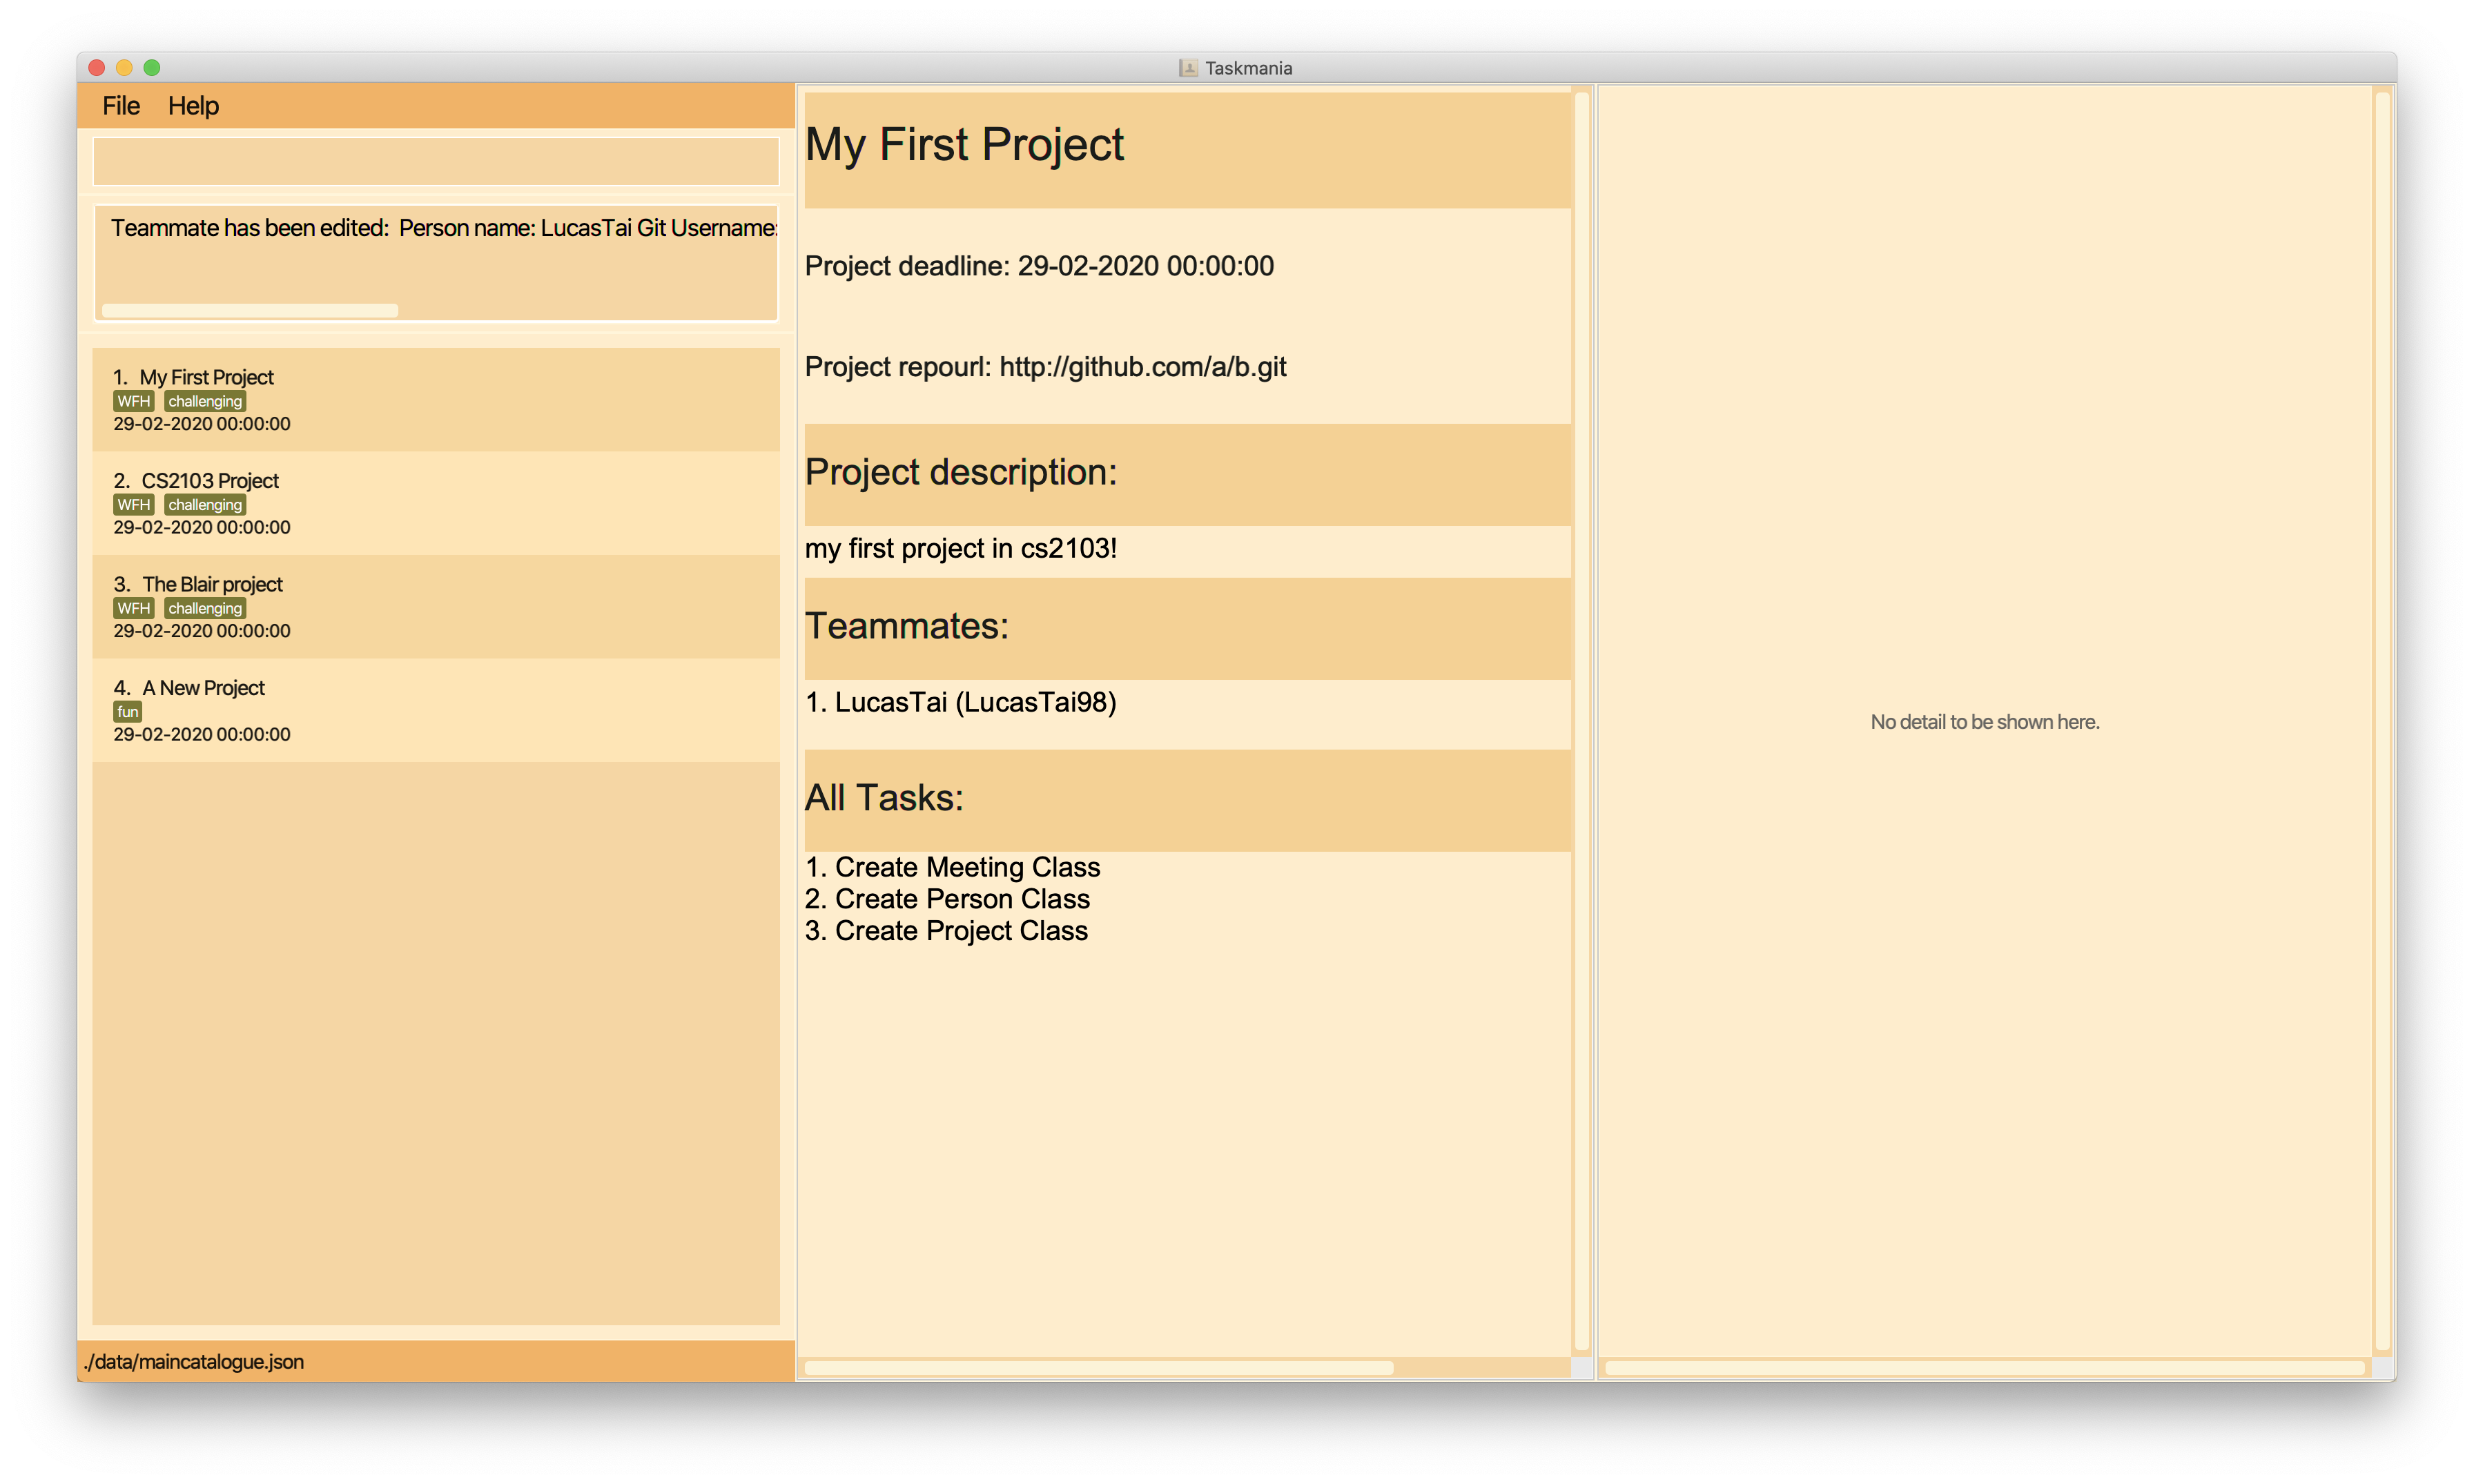 Taskmania
File Help
Teammate has been edited: Person name: LucasTai Git Username:
1. My First Project
WFH challenging
29-02-2020 00:00:00
2. CS2103 Project
WFH challenging
29-02-2020 00:00:00
3. The Blair project
WFH challenging
29-02-2020 00:00:00
4. A New Project
fun
29-02-2020 00:00:00
./data/maincatalogue.json
My First Project
Project deadline: 29-02-2020 00:00:00
Project repourl: http://github.com/a/b.git
Project description:
my first project in cs2103!
Teammates:
1. LucasTai (LucasTai98)
All Tasks:
1. Create Meeting Class
2. Create Person Class
3. Create Project Class
No detail to be shown here.